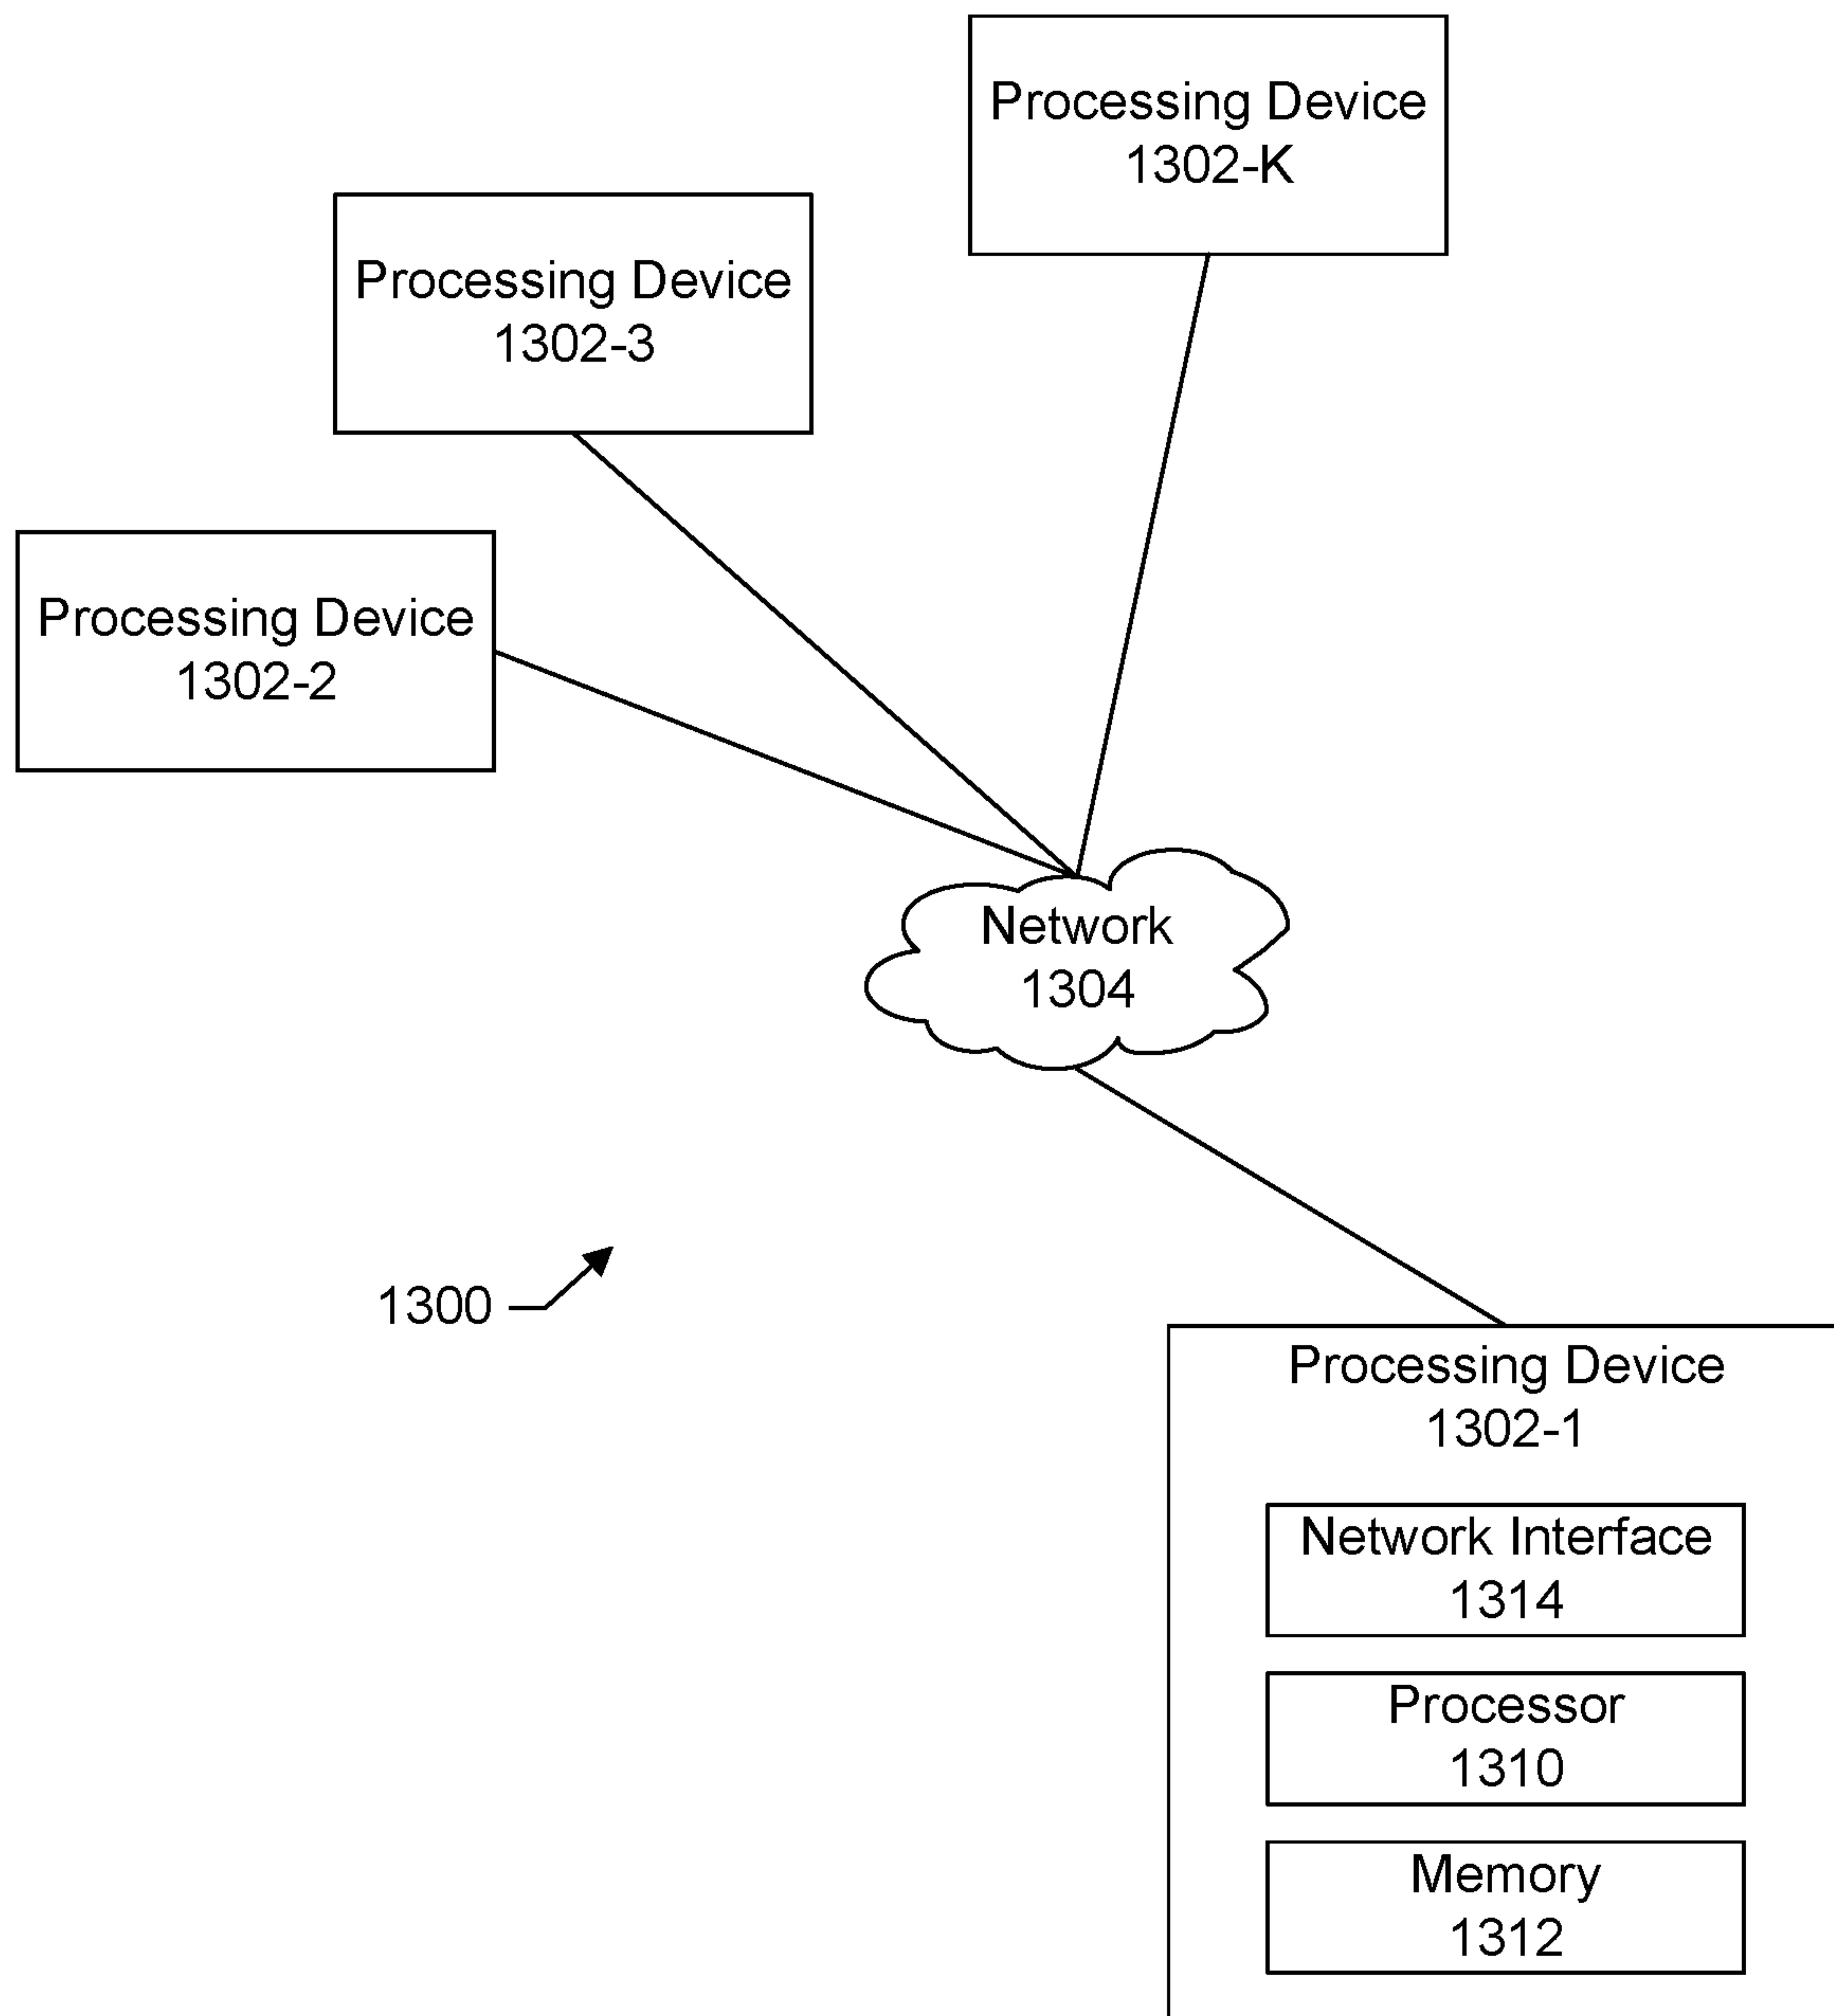 Processing Device
1302-K
Processing Device
1302-3
Processing Device
1302-2
Network
1304
1300
Processing Device
1302-1
Network Interface
1314
Processor
1310
Memory
1312